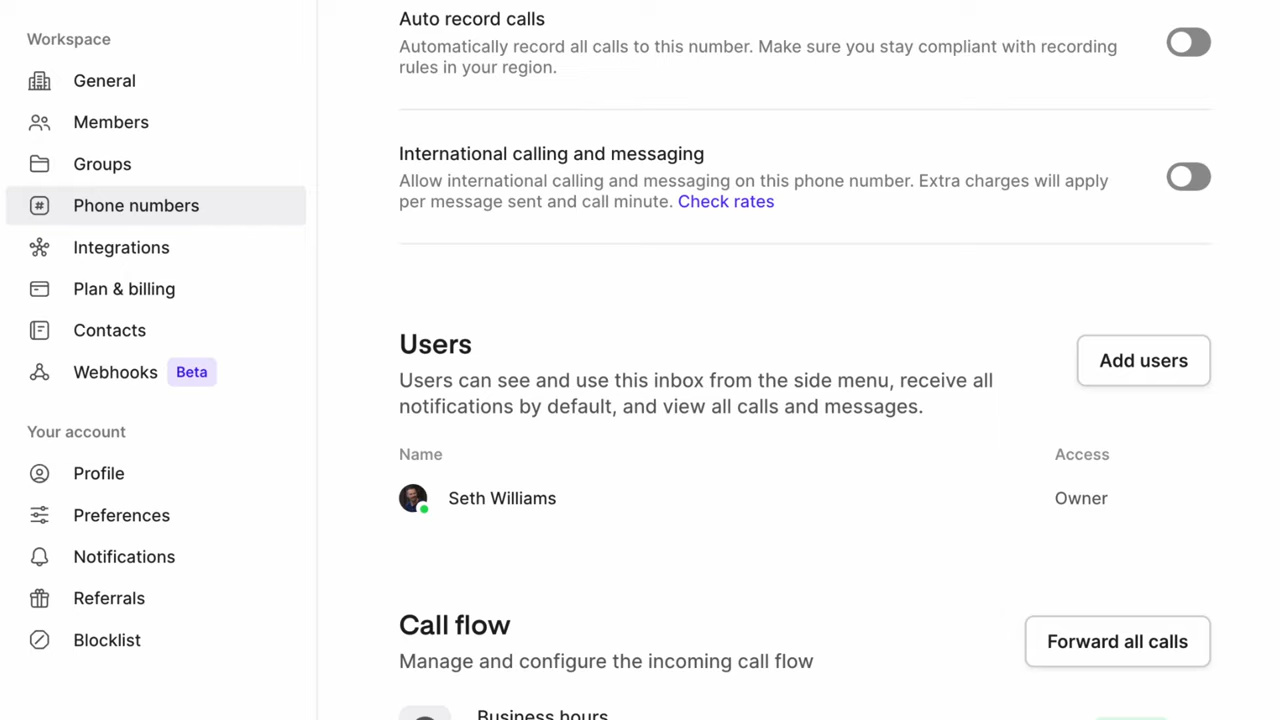 Workspace
General
Members
Groups
Phone numbers
Integrations
Plan & billing
Contacts
Webhooks Beta
Your account
Profile
Preferences
Notifications
Referrals
Blocklist
Auto record calls
Automatically record all calls to this number. Make sure you stay compliant with recording
rules in your region.
International calling and messaging
Allow international calling and messaging on this phone number. Extra charges will apply
per message sent and call minute. Check rates
Users
Add users
Users can see and use this inbox from the side menu, receive all
notifications by default, and view all calls and messages.
Name Access
Seth Williams Owner
Call flow
Forward all calls
Manage and configure the incoming call flow
Business hours